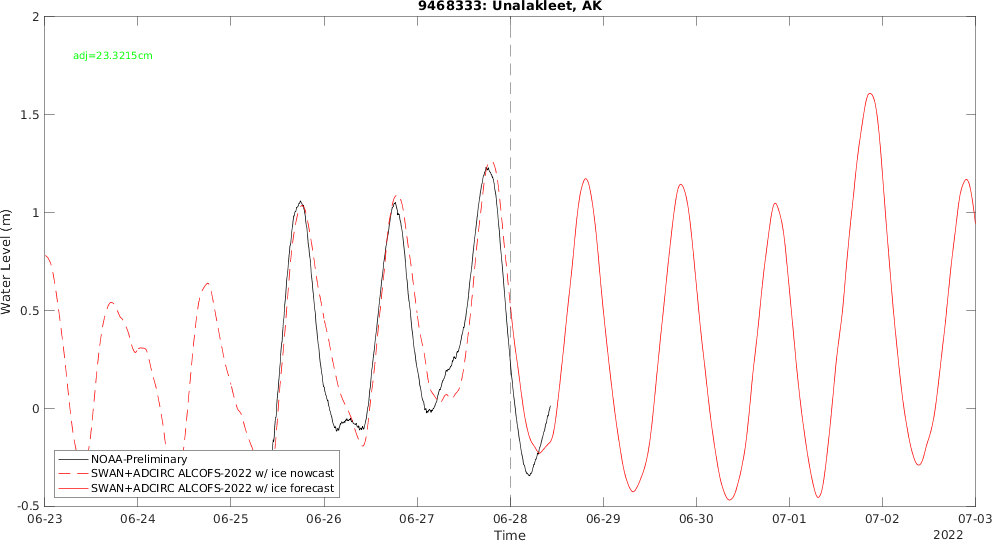 9468333: Unalakleet, AK
adj=23.3215cm
Water Level (m)
2
1.5
1
0.5
0
-0.5
NOAA-Preliminary
SWAN+ADCIRC ALCOFS-2022 w/ ice nowcast
SWAN+ADCIRC ALCOFS-2022 w/ ice forecast
06-23 06-24 06-25 06-26 06-27 06-28 06-29 06-30 07-01 07-02 07-03
Time
2022